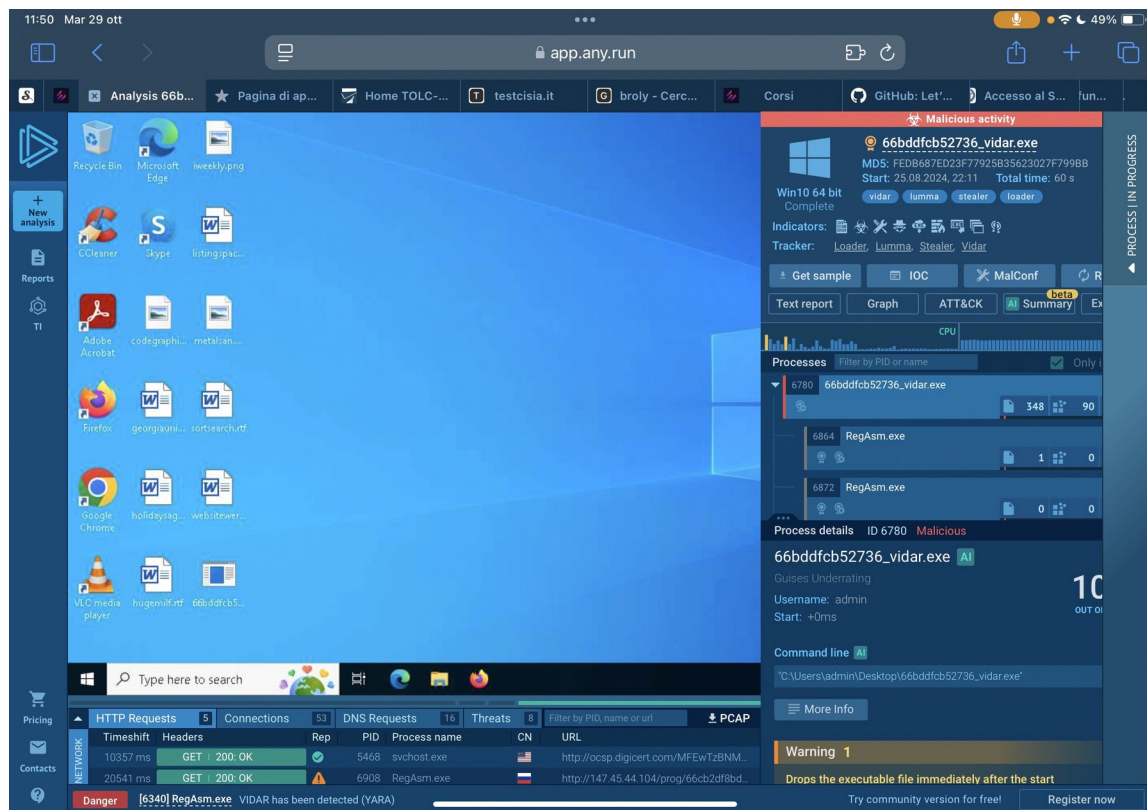 11:50 Mar 29 ott
49%
app.any.run
Analysis 66b...
Pagina di ap...
Home TOLC-...
testcisia.it
broly - Cerc...
Corsi
GitHub: Let'...
Accesso al S...
fun...
New analysis
Reports
TI
Pricing
Contacts
Recycle Bin
Microsoft Edge
iweekly.png
CCleaner
Skype
listingspac...
Adobe Acrobat
codegraphi...
metalsan...
Firefox
georgiauni...
sortsearch.rtf
Google Chrome
holidaysag...
websitewer...
VLC media player
hugemilf.rtf
66bddfcb5...
Type here to search
Malicious activity
66bddfcb52736_vidar.exe
MD5: FEDB687ED23F77925B35623027F799BB
Start: 25.08.2024, 22:11 Total time: 60 s
Win10 64 bit
Complete
vidar lumma stealer loader
Indicators:
Tracker: Loader, Lumma, Stealer, Vidar
Get sample IOC MalConf R
Text report Graph ATT&CK AI Summary beta Ex
CPU
Processes Filter by PID or name Only i
6780 66bddfcb52736_vidar.exe
348 90
6864 RegAsm.exe
1 0
6872 RegAsm.exe
0 0
Process details ID 6780 Malicious
66bddfcb52736_vidar.exe AI
Guises Underrating
Username: admin
Start: +0ms
10
OUT O
Command line AI
"C:\Users\admin\Desktop\66bddfcb52736_vidar.exe"
More Info
Warning 1
Drops the executable file immediately after the start
PROCESS | IN PROGRESS
HTTP Requests 5 Connections 53 DNS Requests 16 Threats 8 Filter by PID, name or url PCAP
NETWORK
Timeshift Headers Rep PID Process name CN URL
10357 ms GET 200: OK 5468 svchost.exe http://ocsp.digicert.com/MFEwTzBNM...
20541 ms GET 200: OK 6908 RegAsm.exe http://147.45.44.104/prog/66cb2df8bd...
Danger [6340] RegAsm.exe VIDAR has been detected (YARA)
Try community version for free! Register now